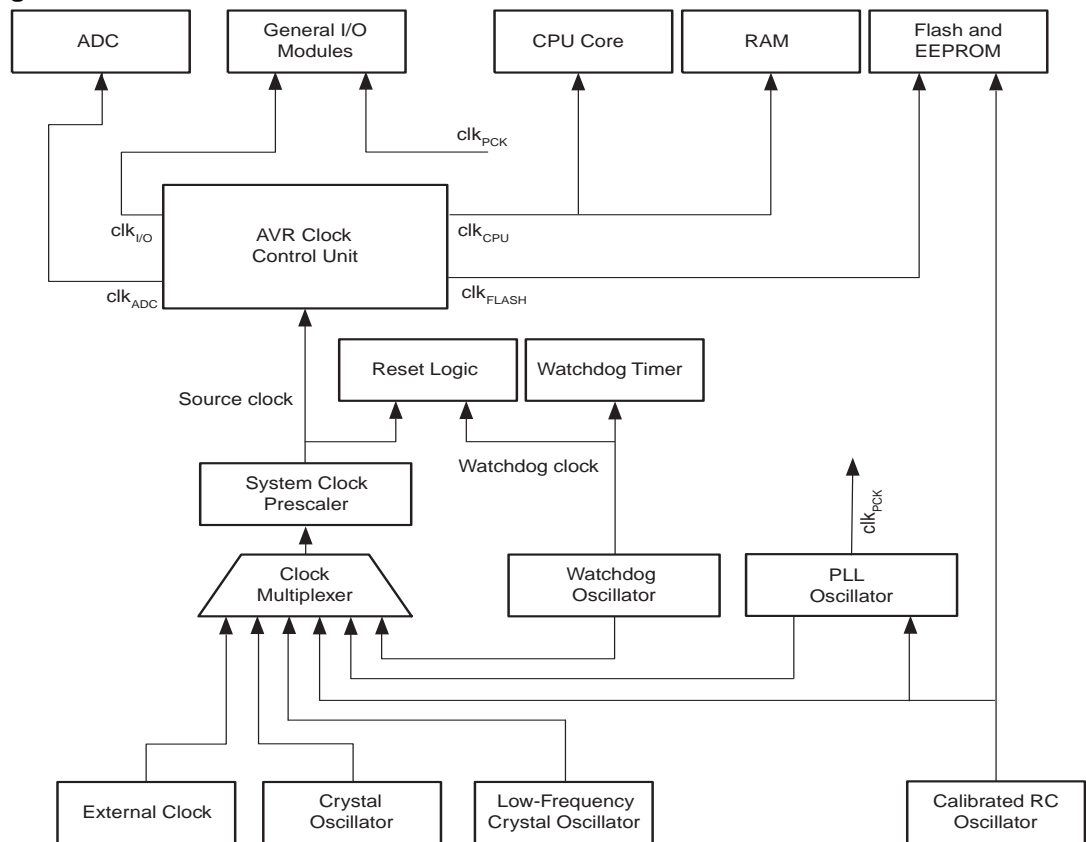 ADC
General I/O
Modules
CPU Core
RAM
Flash and
EEPROM
clkPCK
clkI/O
AVR Clock
Control Unit
clkCPU
clkADC
clkFLASH
Reset Logic
Watchdog Timer
Source clock
Watchdog clock
System Clock
Prescaler
clkPCK
Clock
Multiplexer
Watchdog
Oscillator
PLL
Oscillator
External Clock
Crystal
Oscillator
Low-Frequency
Crystal Oscillator
Calibrated RC
Oscillator